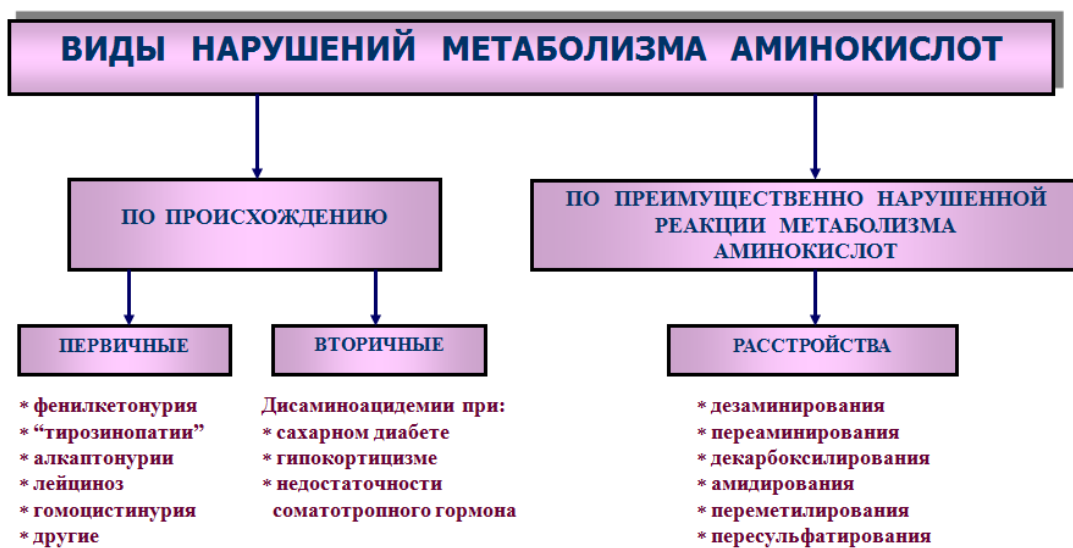 ВИДЫ НАРУШЕНИЙ МЕТАБОЛИЗМА АМИНОКИСЛОТ
ПО ПРОИСХОЖДЕНИЮ
ПО ПРЕИМУЩЕСТВЕННО НАРУШЕННОЙ
РЕАКЦИИ МЕТАБОЛИЗМА
АМИНОКИСЛОТ
ПЕРВИЧНЫЕ
* фенилкетонурия
* “тирозинопатии”
* алкаптонурии
* лейциноз
* гомоцистинурия
* другие
ВТОРИЧНЫЕ
Дисаминоацидемии при:
* сахарном диабете
* гипокортицизме
* недостаточности
соматотропного гормона
РАССТРОЙСТВА
* дезаминирования
* переаминирования
* декарбоксилирования
* амидирования
* переметилирования
* пересульфатирования